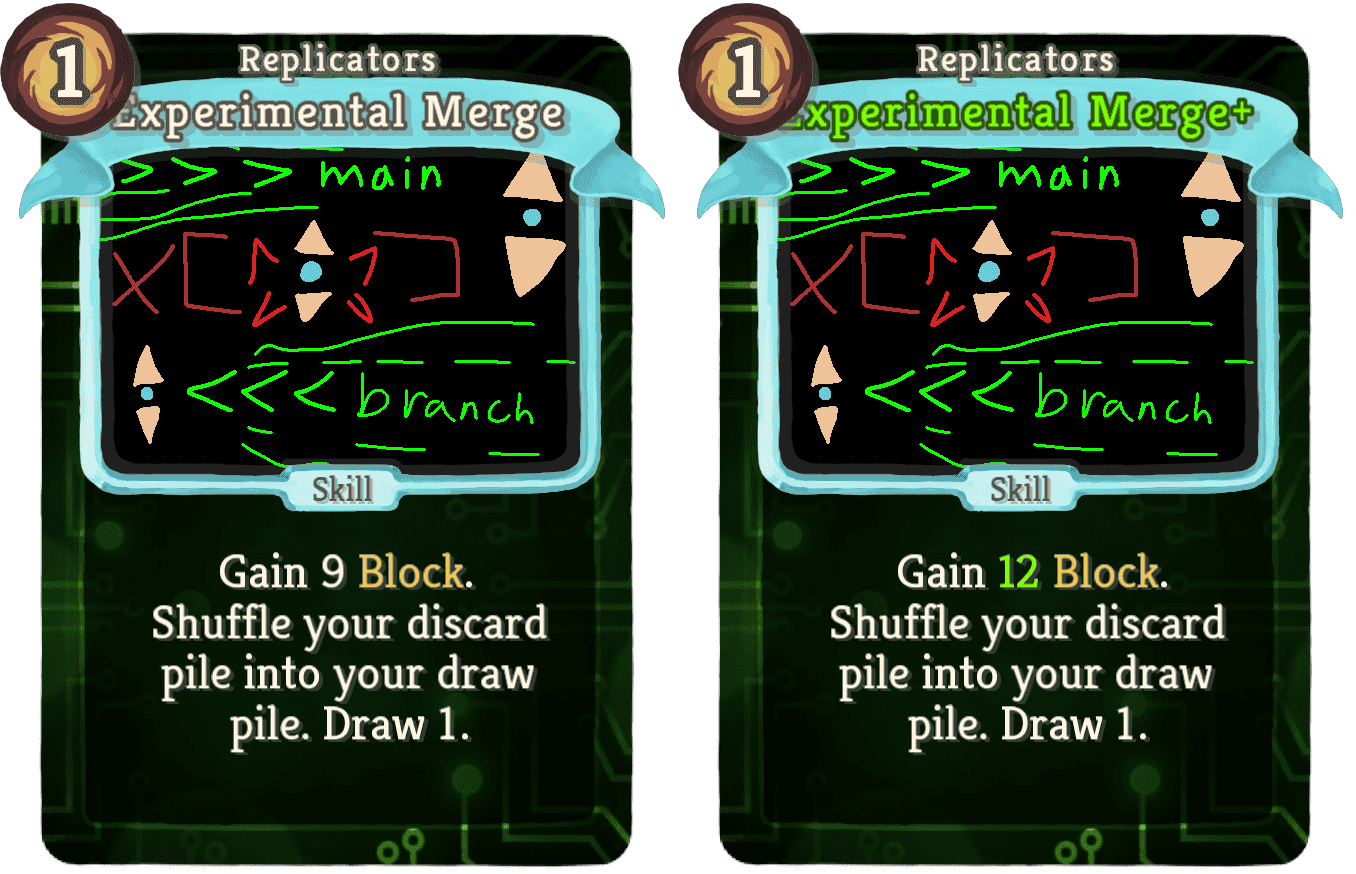 1
Replicators
Experimental Merge
>>> main
<<< branch
Skill
Gain 9 Block.
Shuffle your discard
pile into your draw
pile. Draw 1.
1
Replicators
Experimental Merge+
>>> main
<<< branch
Skill
Gain 12 Block.
Shuffle your discard
pile into your draw
pile. Draw 1.